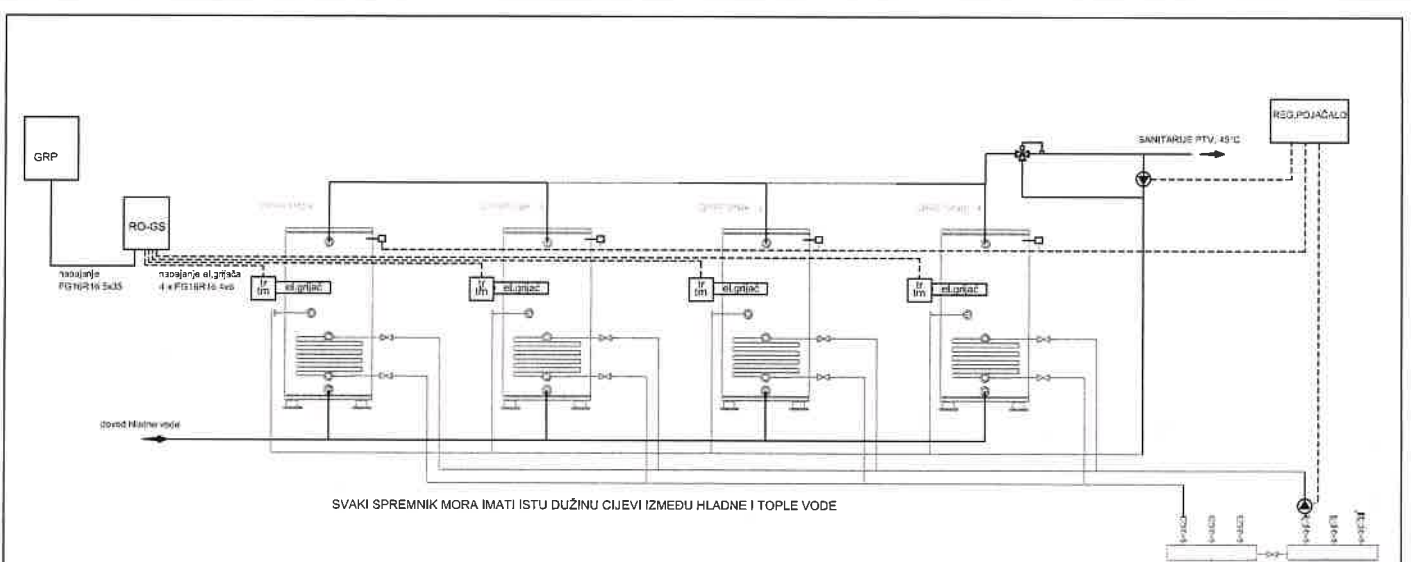 GRP
RO-GS
REG.POJAČALO
SANITARIJE PTV, 45°C
napajanje
FG16R16 5x35
napajanje el.grijača
4 x FG16R16 4x6
tr
tm
el.grijač
tr
tm
el.grijač
tr
tm
el.grijač
tr
tm
el.grijač
dovod hladne vode
SVAKI SPREMNIK MORA IMATI ISTU DUŽINU CIJEVI IZMEĐU HLADNE I TOPLE VODE